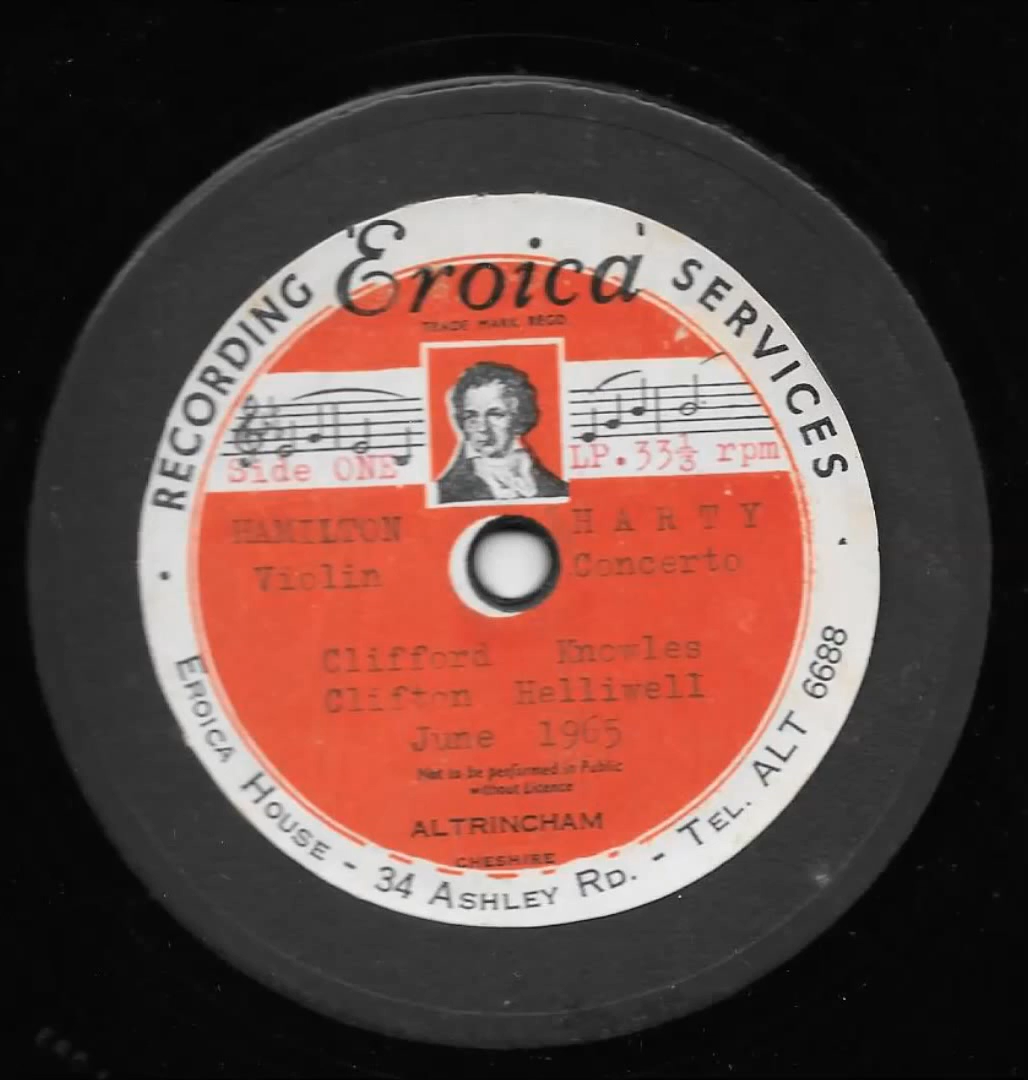 RECORDING 'Eroica' SERVICES
TRADE MARK REGD
Side ONE LP. 33⅓ rpm
HAMILTON HARTY
Violin Concerto
Clifford Knowles
Clifton Helliwell
June 1965
Not to be performed in Public
without Licence
ALTRINCHAM
CHESHIRE
EROICA HOUSE - 34 ASHLEY RD. - TEL. ALT 6688